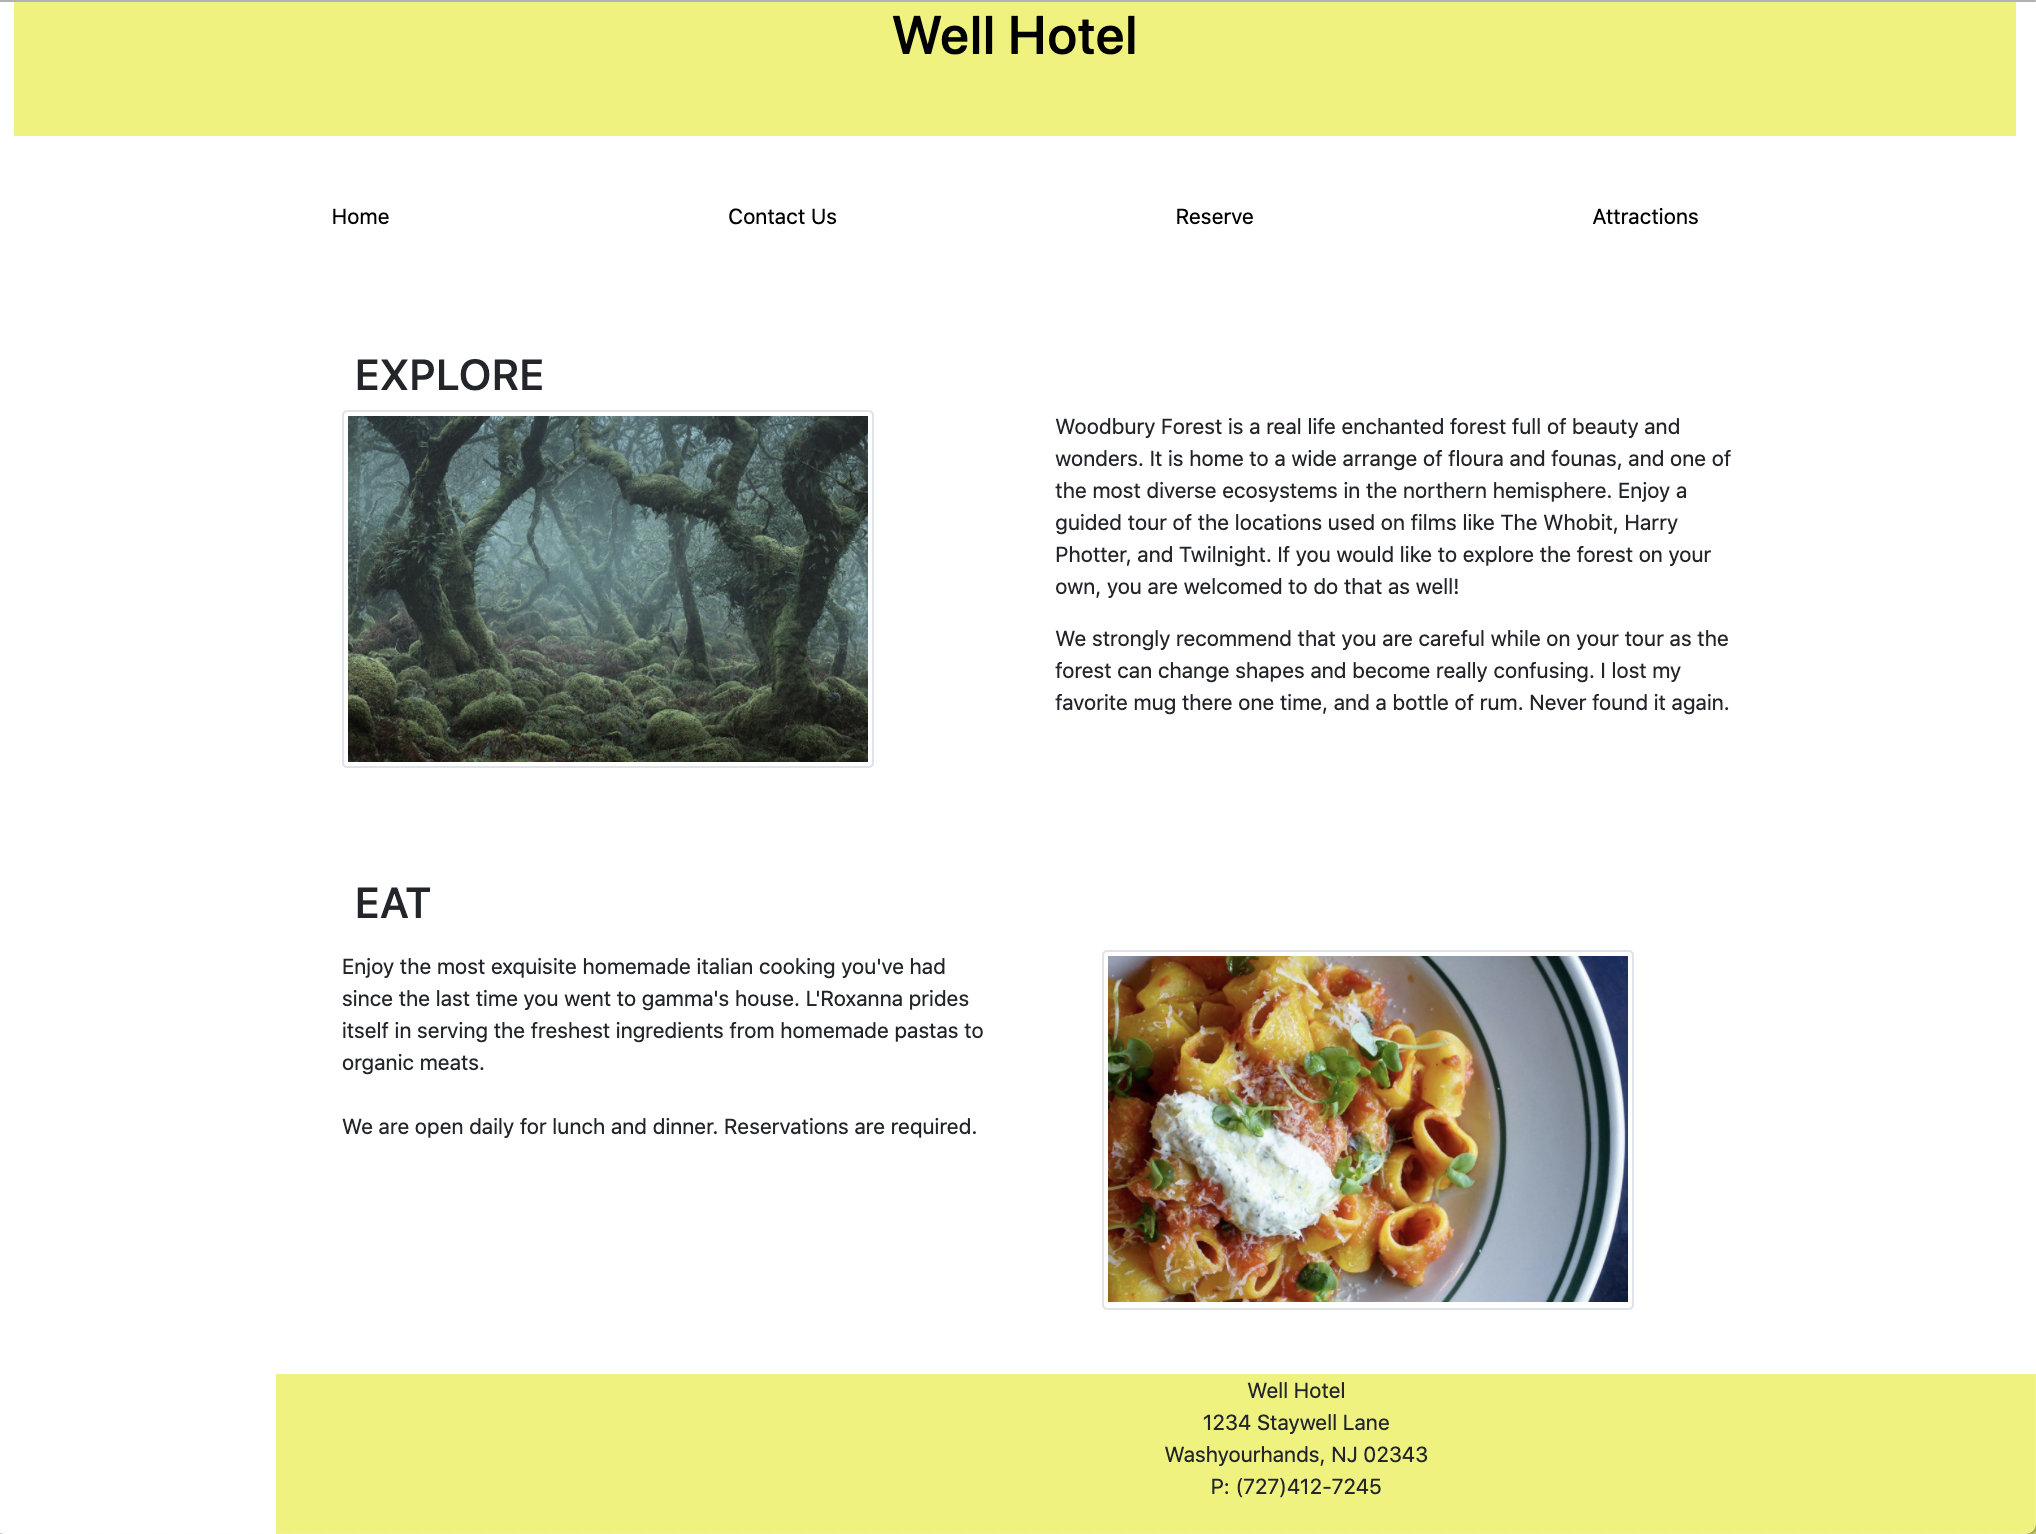 Well Hotel
Home
Contact Us
Reserve
Attractions
EXPLORE
Woodbury Forest is a real life enchanted forest full of beauty and
wonders. It is home to a wide arrange of floura and founas, and one of
the most diverse ecosystems in the northern hemisphere. Enjoy a
guided tour of the locations used on films like The Whobit, Harry
Photter, and Twilnight. If you would like to explore the forest on your
own, you are welcomed to do that as well!
We strongly recommend that you are careful while on your tour as the
forest can change shapes and become really confusing. I lost my
favorite mug there one time, and a bottle of rum. Never found it again.
EAT
Enjoy the most exquisite homemade italian cooking you've had
since the last time you went to gamma's house. L'Roxanna prides
itself in serving the freshest ingredients from homemade pastas to
organic meats.
We are open daily for lunch and dinner. Reservations are required.
Well Hotel
1234 Staywell Lane
Washyourhands, NJ 02343
P: (727)412-7245